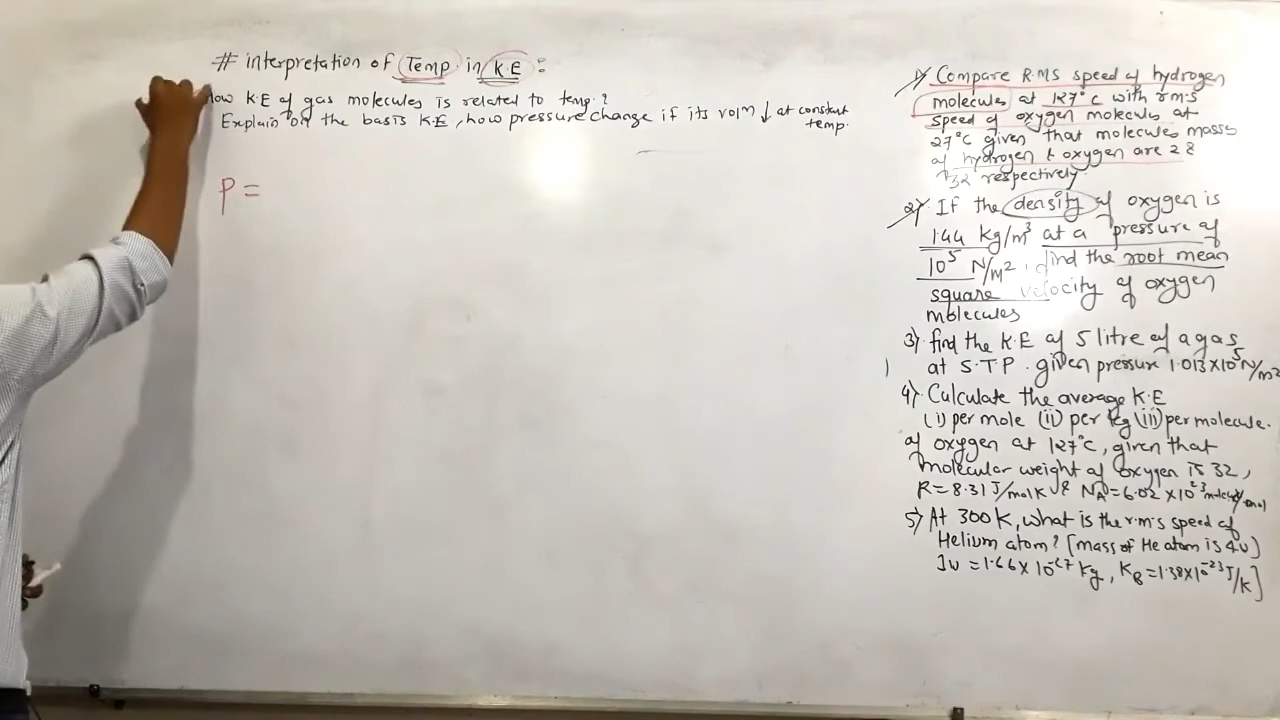 # interpretation of Temp. in K.E :
How K.E of gas molecules is related to temp.?
Explain on the basis K.E, how pressure change if its volm ↓ at constant
temp.
P =
1) Compare R.M.S speed of hydrogen
molecules at 127°c with r.m.s
speed of oxygen molecules at
27°C given that molecules masses
of hydrogen & oxygen are 2 &
32 respectively.
2) If the density of oxygen is
1.44 kg/m³ at a pressure of
10⁵ N/m², find the root mean
square velocity of oxygen
molecules
3) find the K.E of 5 litre of a gas
at S.T.P. given pressure 1.013×10⁵ N/m²
4) Calculate the average K.E
(i) per mole (ii) per kg (iii) per molecule.
of oxygen at 127°C, given that
molecular weight of oxygen is 32,
R=8.31 J/molK & N_A=6.02×10²³ molecules/mol
5) At 300K, what is the r.m.s speed of
Helium atom? [mass of He atom is 4u]
1u = 1.66×10⁻²⁷ Kg, K_B=1.38×10⁻²³ J/K]